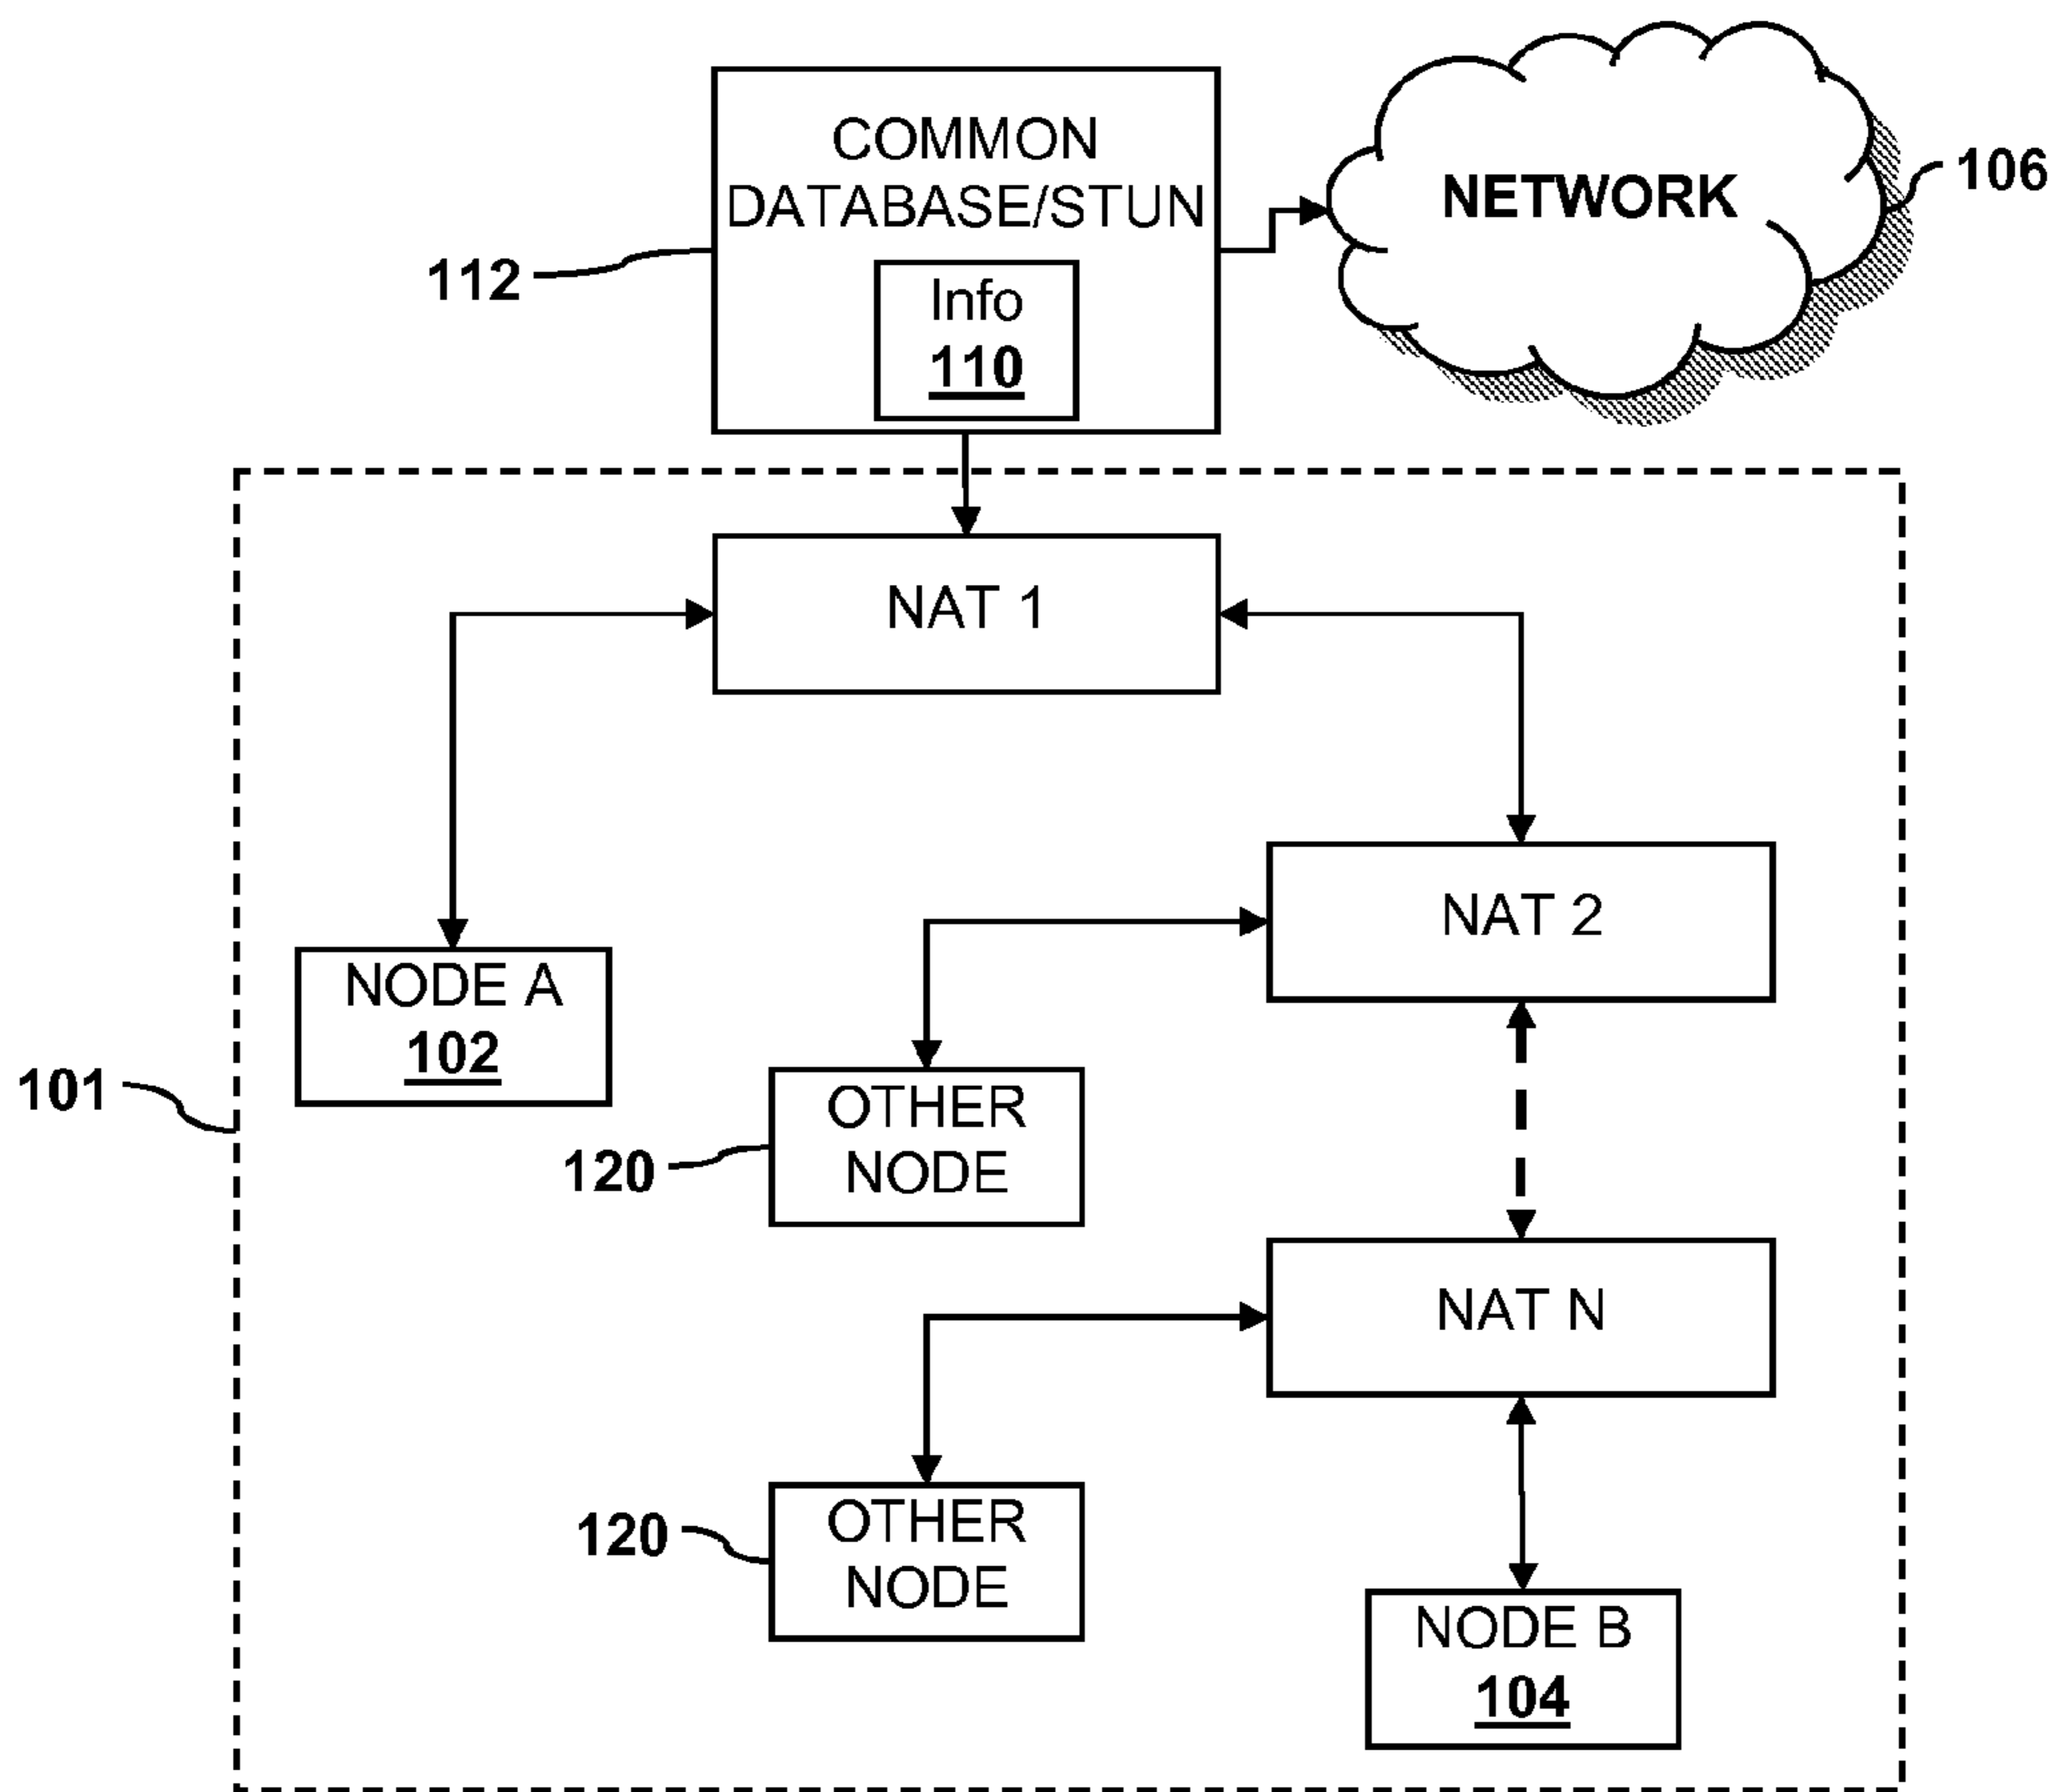 COMMON
DATABASE/STUN
NETWORK
106
112
Info
110
NAT 1
NAT 2
NODE A
102
101
OTHER
NODE
120
NAT N
OTHER
NODE
120
NODE B
104